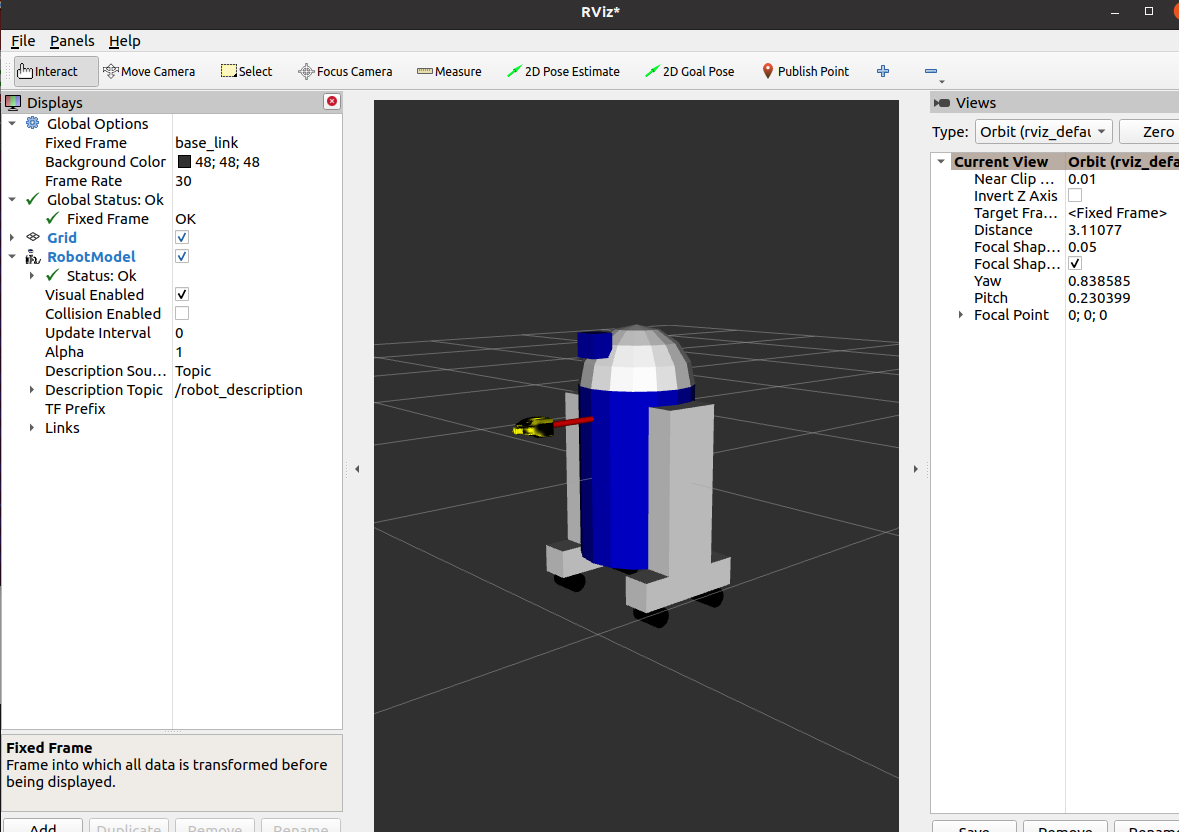 RViz*
File Panels Help
Interact Move Camera Select Focus Camera Measure 2D Pose Estimate 2D Goal Pose Publish Point
Displays
Global Options
Fixed Frame base_link
Background Color 48; 48; 48
Frame Rate 30
Global Status: Ok
Fixed Frame OK
Grid
RobotModel
Status: Ok
Visual Enabled
Collision Enabled
Update Interval 0
Alpha 1
Description Sou... Topic
Description Topic /robot_description
TF Prefix
Links
Fixed Frame
Frame into which all data is transformed before
being displayed.
Add Duplicate Remove Rename
Views
Type: Orbit (rviz_defau Zero
Current View Orbit (rviz_defa
Near Clip ... 0.01
Invert Z Axis
Target Fra... <Fixed Frame>
Distance 3.11077
Focal Shap... 0.05
Focal Shap...
Yaw 0.838585
Pitch 0.230399
Focal Point 0; 0; 0
Save Remove Rename